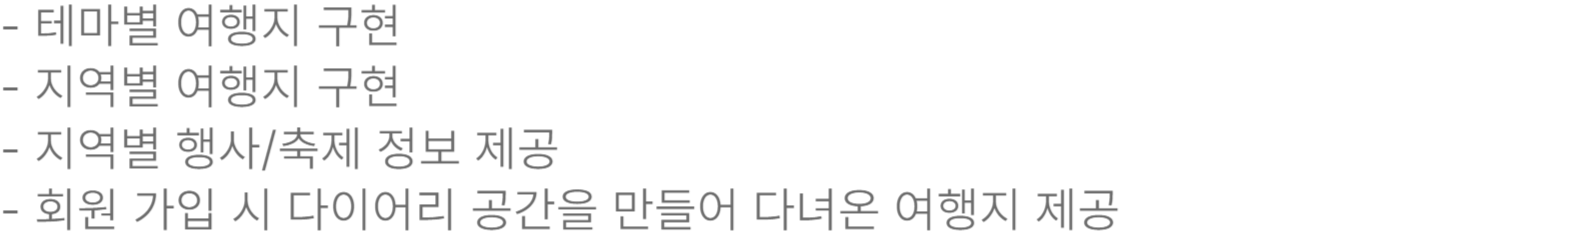 - 테마별 여행지 구현
- 지역별 여행지 구현
- 지역별 행사/축제 정보 제공
- 회원 가입 시 다이어리 공간을 만들어 다녀온 여행지 제공